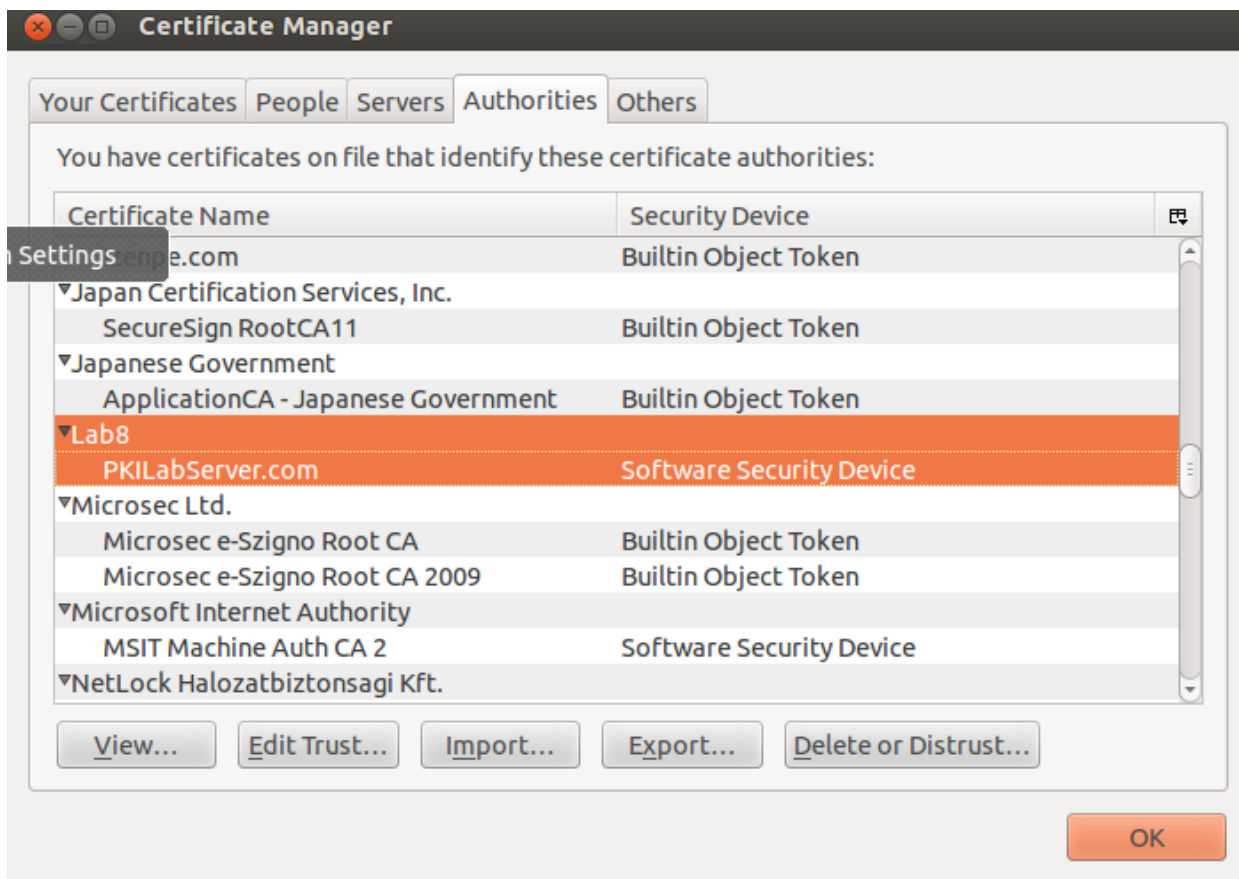 Certificate Manager
Your Certificates People Servers Authorities Others
You have certificates on file that identify these certificate authorities:
Certificate Name Security Device
Settings
e.com Builtin Object Token
Japan Certification Services, Inc.
SecureSign RootCA11 Builtin Object Token
Japanese Government
ApplicationCA - Japanese Government Builtin Object Token
Lab8
PKILabServer.com Software Security Device
Microsec Ltd.
Microsec e-Szigno Root CA Builtin Object Token
Microsec e-Szigno Root CA 2009 Builtin Object Token
Microsoft Internet Authority
MSIT Machine Auth CA 2 Software Security Device
NetLock Halozatbiztonsagi Kft.
View... Edit Trust... Import... Export... Delete or Distrust...
OK